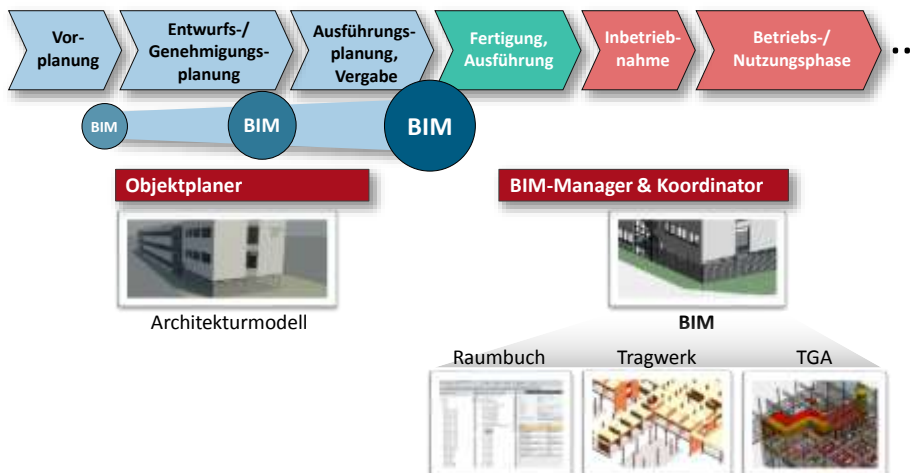 Vor-
planung
Entwurfs-/
Genehmigungs-
planung
Ausführungs-
planung,
Vergabe
Fertigung,
Ausführung
Inbetrieb-
nahme
Betriebs-/
Nutzungsphase
..
BIM
BIM
BIM
Objektplaner
BIM-Manager & Koordinator
Architekturmodell
BIM
Raumbuch
Tragwerk
TGA